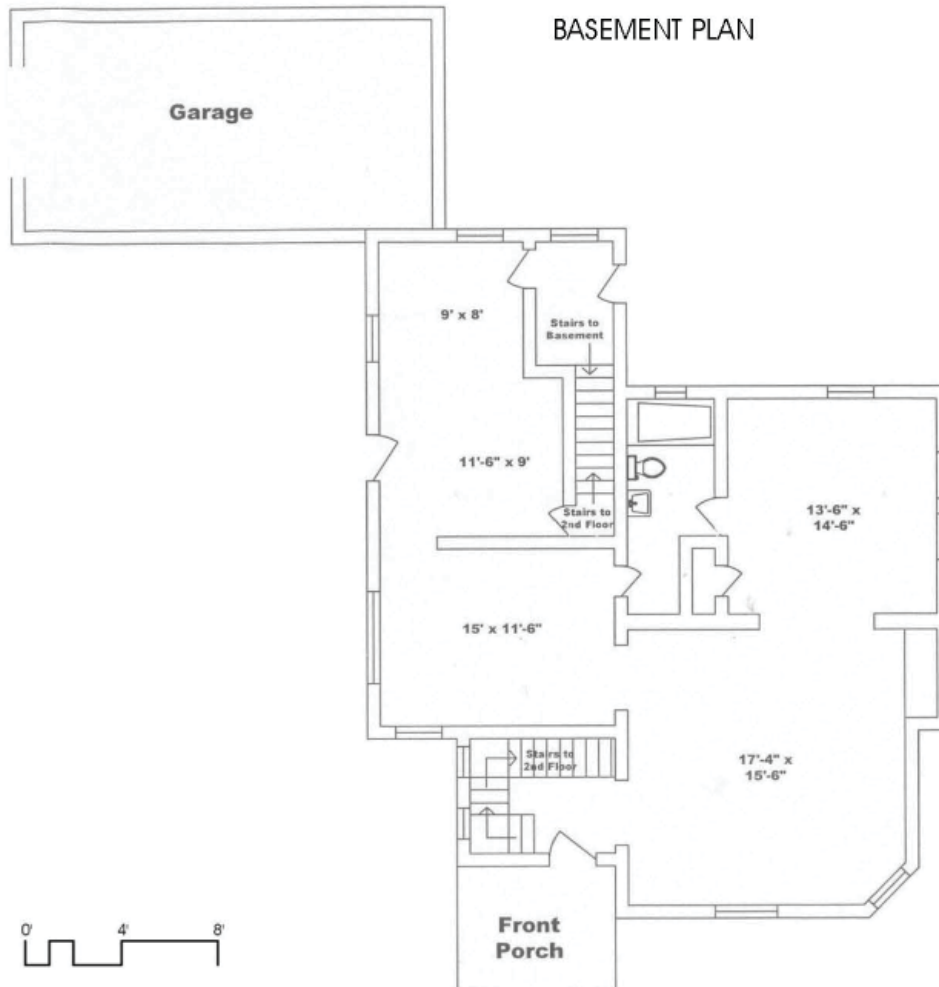 BASEMENT PLAN
Garage
9' x 8'
Stairs to
Basement
11'-6" x 9'
Stairs to
2nd Floor
13'-6" x
14'-6"
15' x 11'-6"
Stairs to
2nd Floor
17'-4" x
15'-6"
Front
Porch
0' 4' 8'